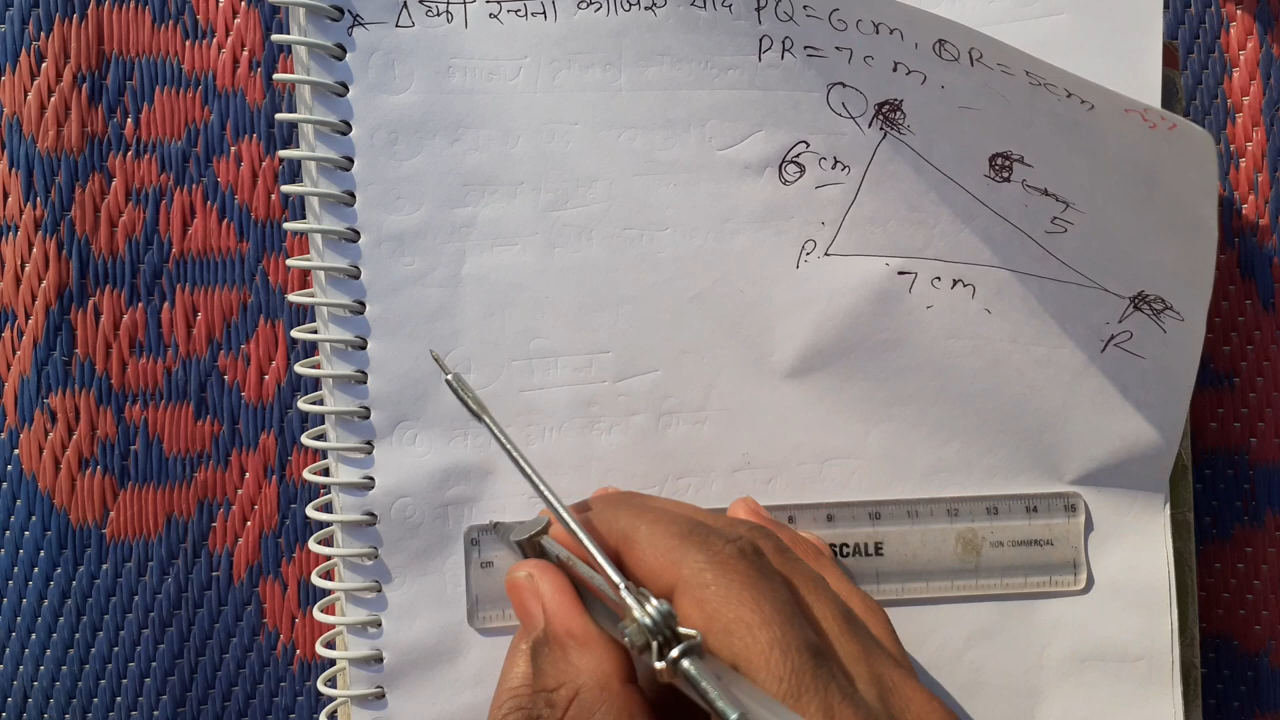 Δ की रचना कीजिए यदि PQ = 6cm, QR = 5cm
PR = 7cm.
Q
6cm
5
P
7cm
R
0 8 9 10 11 12 13 14 15
cm SCALE NON COMMERCIAL